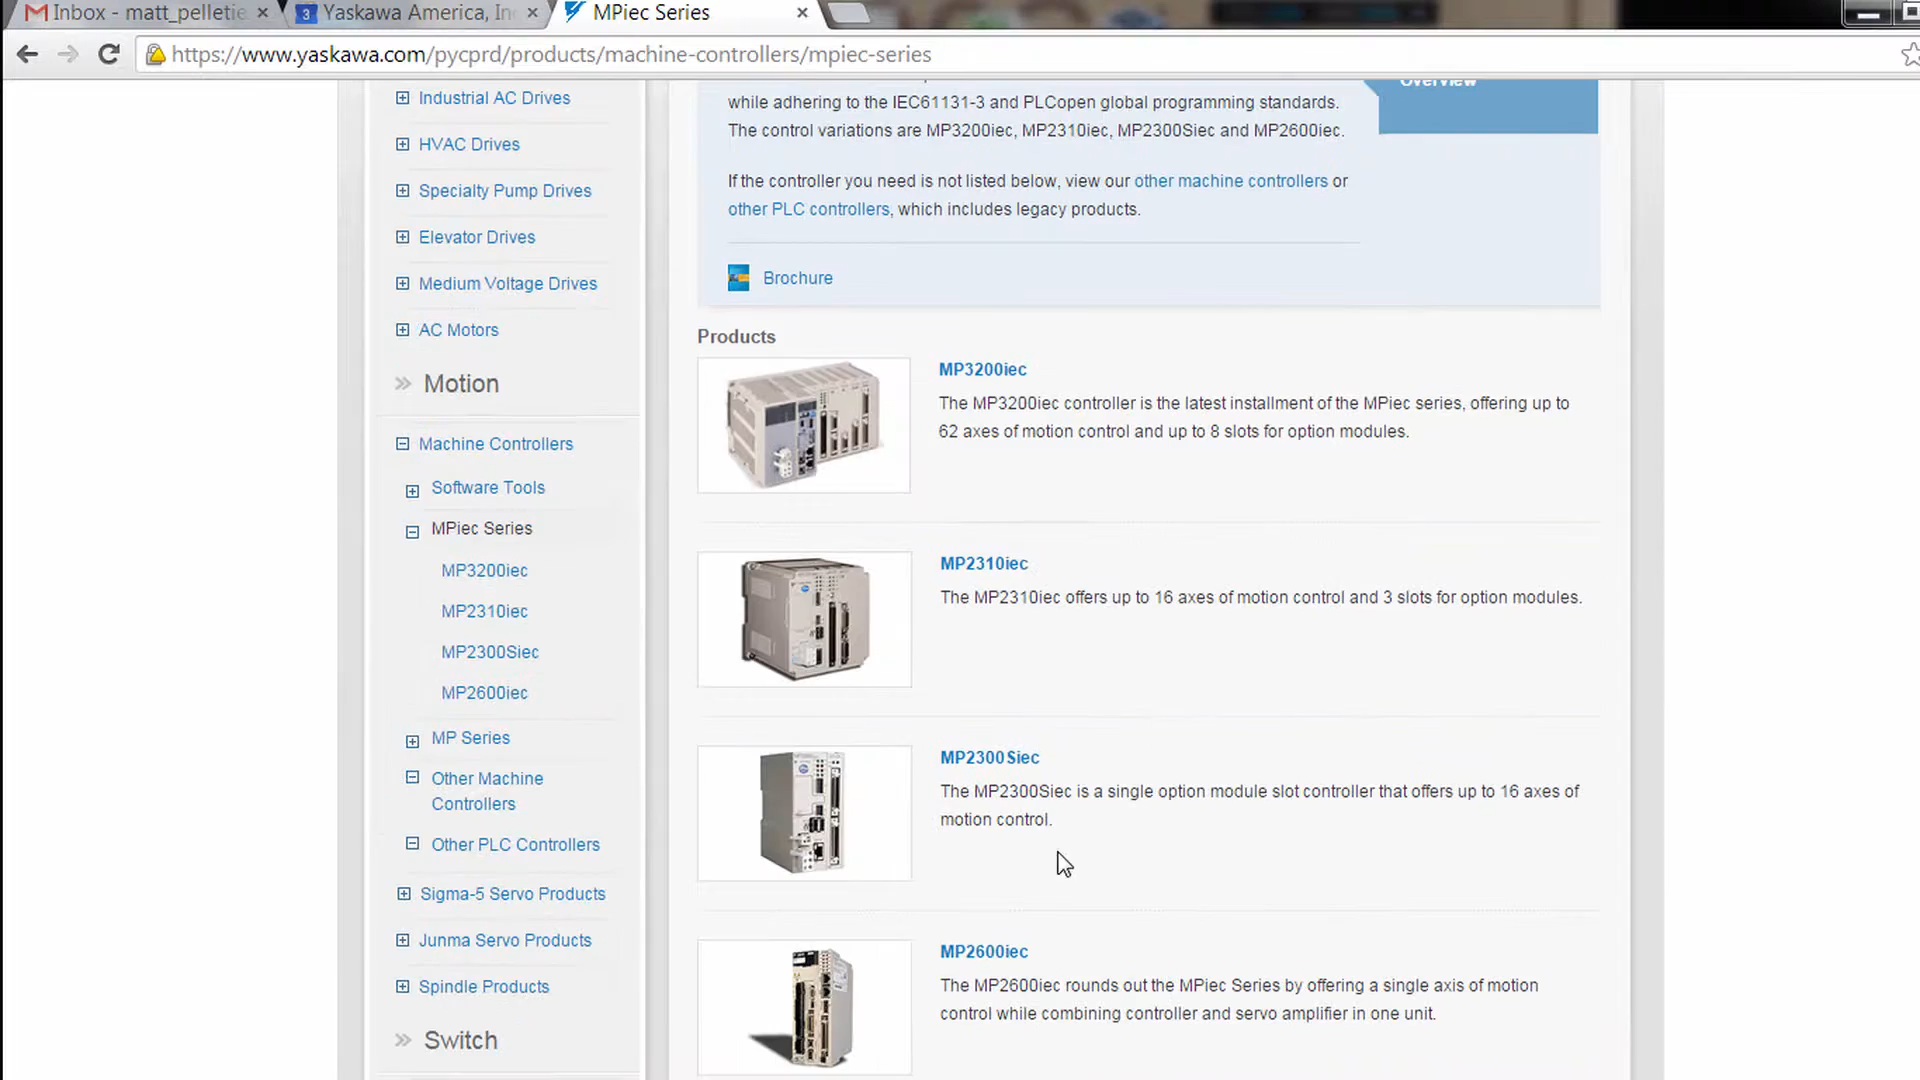 Inbox - matt_pelletie
3 Yaskawa America, In
MPiec Series
https://www.yaskawa.com/pycprd/products/machine-controllers/mpiec-series
Industrial AC Drives
HVAC Drives
Specialty Pump Drives
Elevator Drives
Medium Voltage Drives
AC Motors
Motion
Machine Controllers
Software Tools
MPiec Series
MP3200iec
MP2310iec
MP2300Siec
MP2600iec
MP Series
Other Machine
Controllers
Other PLC Controllers
Sigma-5 Servo Products
Junma Servo Products
Spindle Products
Switch
Overview
while adhering to the IEC61131-3 and PLCopen global programming standards.
The control variations are MP3200iec, MP2310iec, MP2300Siec and MP2600iec.
If the controller you need is not listed below, view our other machine controllers or
other PLC controllers, which includes legacy products.
Brochure
Products
MP3200iec
The MP3200iec controller is the latest installment of the MPiec series, offering up to
62 axes of motion control and up to 8 slots for option modules.
MP2310iec
The MP2310iec offers up to 16 axes of motion control and 3 slots for option modules.
MP2300Siec
The MP2300Siec is a single option module slot controller that offers up to 16 axes of
motion control.
MP2600iec
The MP2600iec rounds out the MPiec Series by offering a single axis of motion
control while combining controller and servo amplifier in one unit.